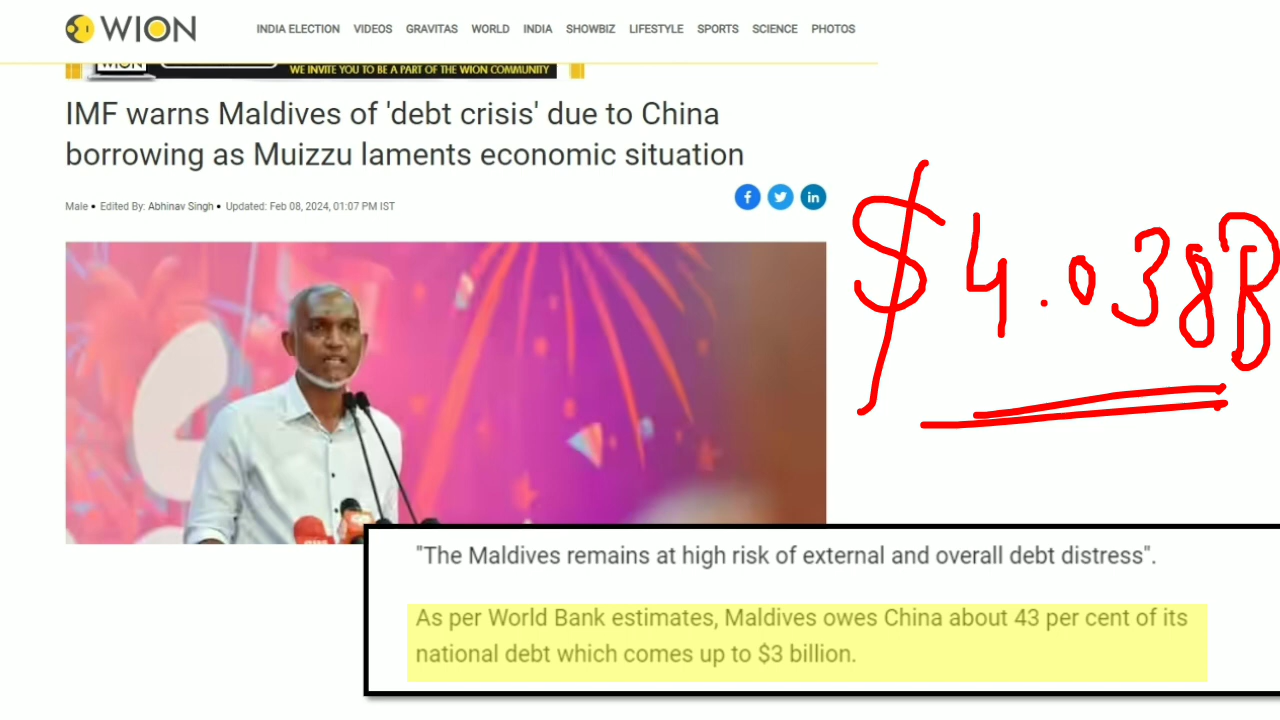 WION
INDIA ELECTION VIDEOS GRAVITAS WORLD INDIA SHOWBIZ LIFESTYLE SPORTS SCIENCE PHOTOS
WION
WE INVITE YOU TO BE A PART OF THE WION COMMUNITY
IMF warns Maldives of 'debt crisis' due to China
borrowing as Muizzu laments economic situation
Male • Edited By: Abhinav Singh • Updated: Feb 08, 2024, 01:07 PM IST
$4.038B
"The Maldives remains at high risk of external and overall debt distress".
As per World Bank estimates, Maldives owes China about 43 per cent of its
national debt which comes up to $3 billion.